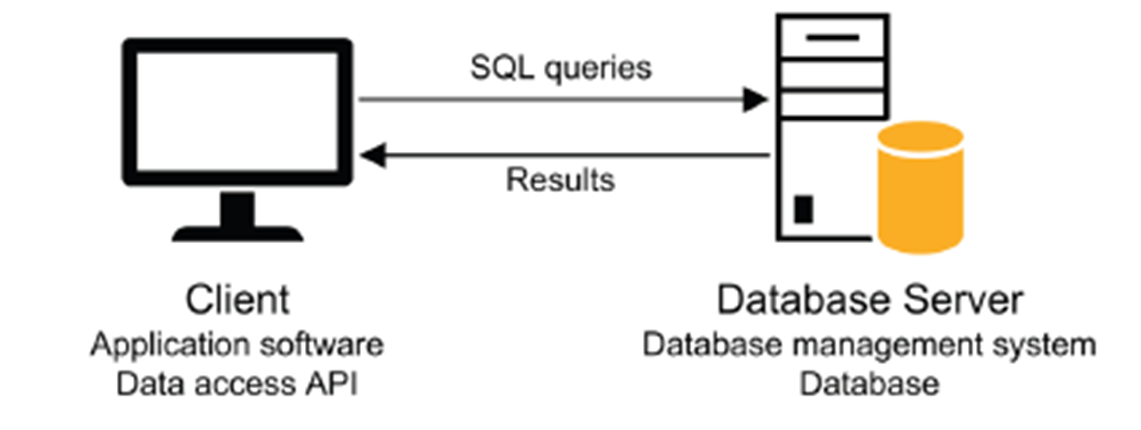 SQL queries
Results
Client
Application software
Data access API
Database Server
Database management system
Database